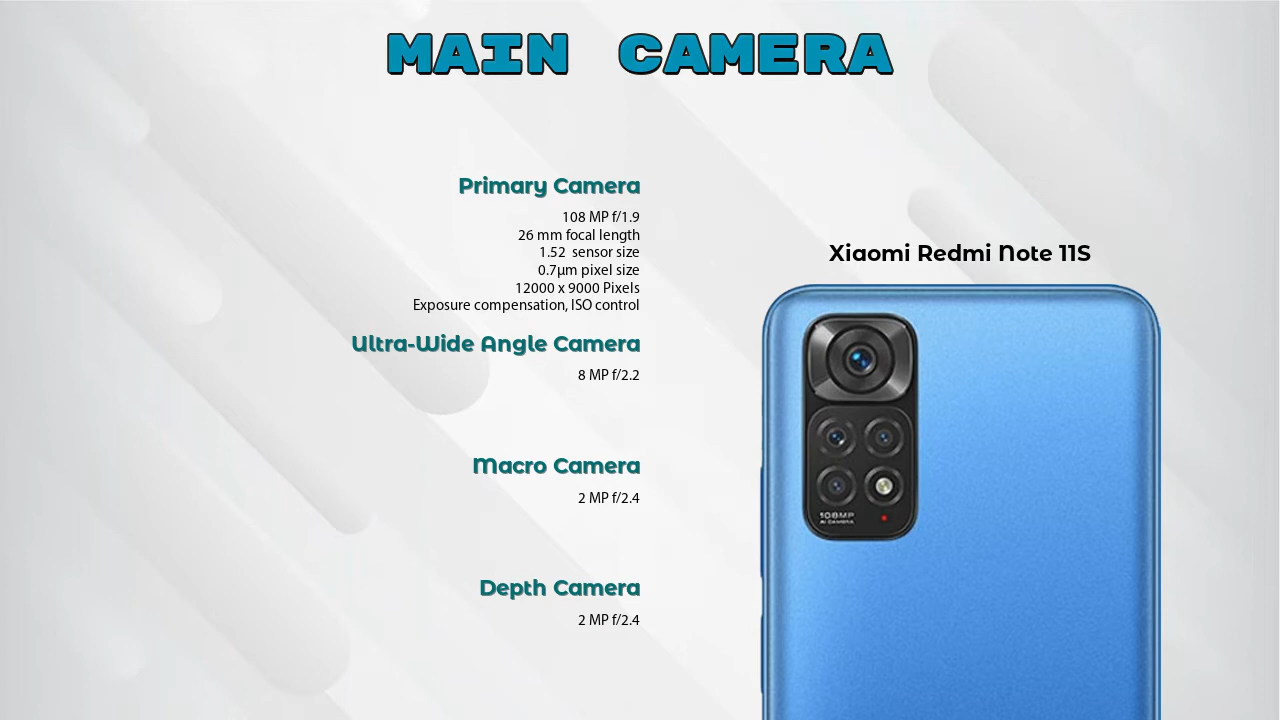 MAIN CAMERA
Primary Camera
108 MP f/1.9
26 mm focal length
1.52 sensor size
0.7µm pixel size
12000 x 9000 Pixels
Exposure compensation, ISO control
Ultra-Wide Angle Camera
8 MP f/2.2
Macro Camera
2 MP f/2.4
Depth Camera
2 MP f/2.4
Xiaomi Redmi Note 11S
108MP
AI CAMERA